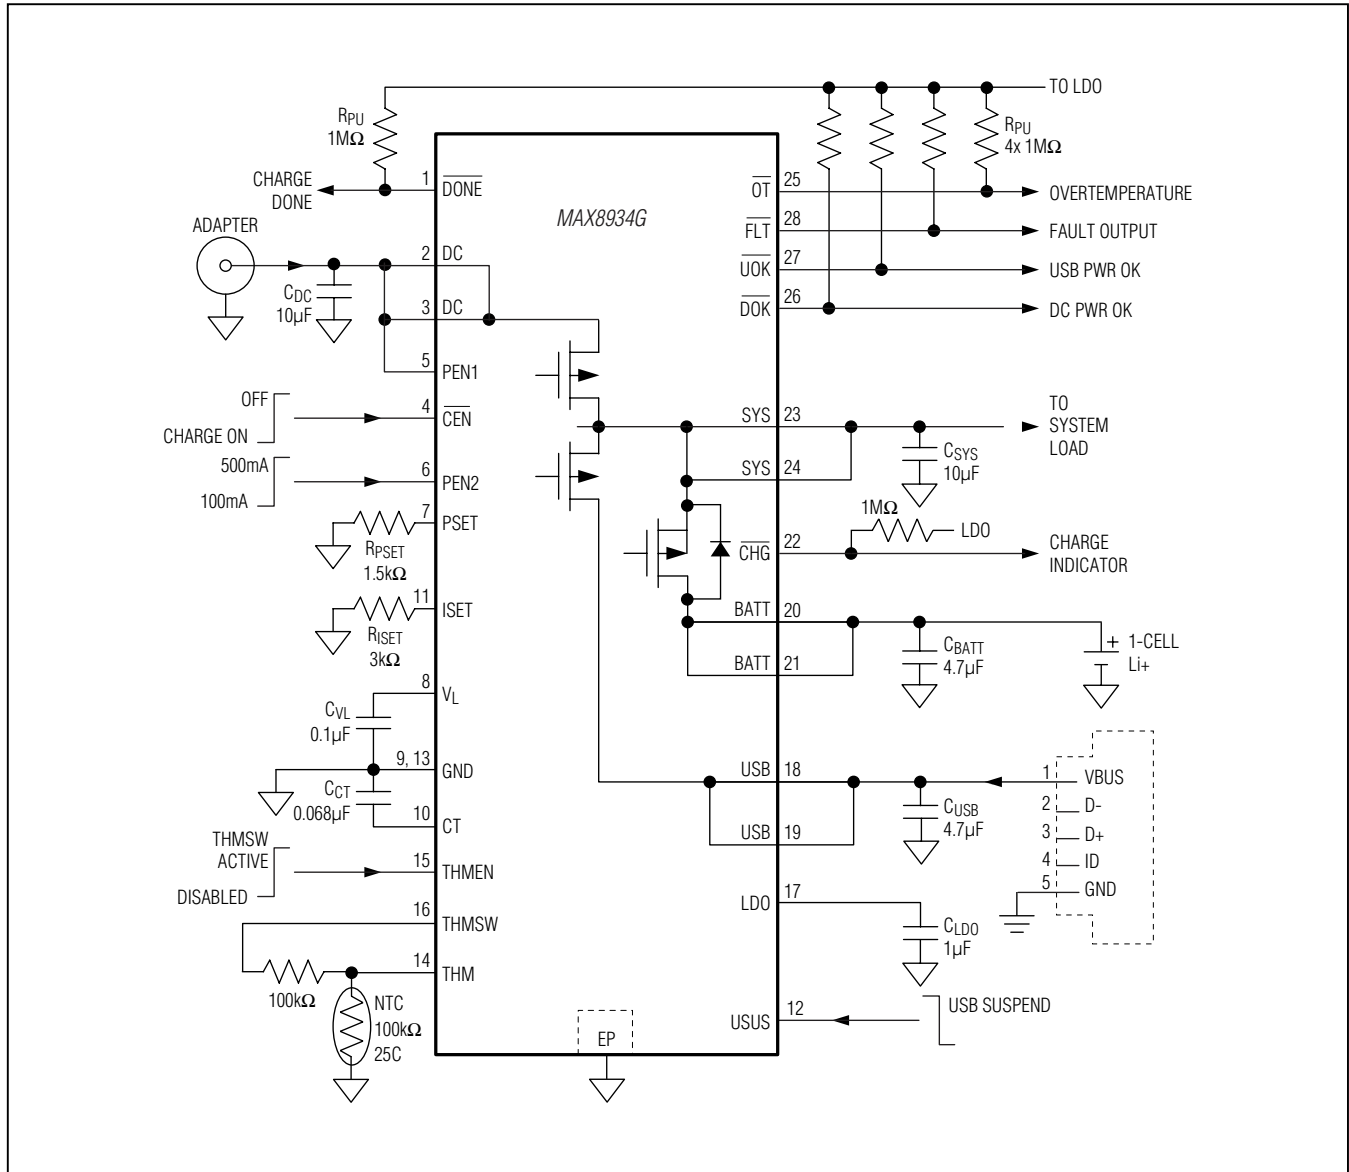 TO LDO
RPU
1MΩ
RPU
4x 1MΩ
CHARGE
DONE
1
DONE
MAX8934G
OT
25
OVERTEMPERATURE
FLT
28
FAULT OUTPUT
UOK
27
USB PWR OK
DOK
26
DC PWR OK
ADAPTER
2
DC
CDC
10µF
3
DC
5
PEN1
OFF
CHARGE ON
4
CEN
500mA
100mA
6
PEN2
7
PSET
RPSET
1.5kΩ
11
ISET
RISET
3kΩ
8
VL
CVL
0.1µF
9, 13
GND
CCT
0.068µF
10
CT
THMSW
ACTIVE
DISABLED
15
THMEN
16
THMSW
14
THM
100kΩ
NTC
100kΩ
25C
EP
SYS
23
TO
SYSTEM
LOAD
SYS
24
CSYS
10µF
1MΩ
LDO
CHG
22
CHARGE
INDICATOR
BATT
20
BATT
21
CBATT
4.7µF
+ 1-CELL
Li+
USB
18
USB
19
CUSB
4.7µF
1
VBUS
2
D-
3
D+
4
ID
5
GND
LDO
17
CLDO
1µF
USUS
12
USB SUSPEND